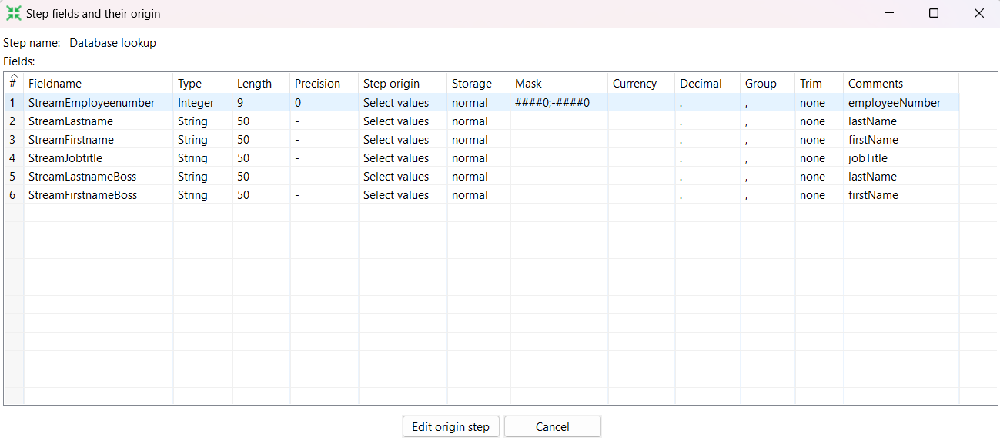 Step fields and their origin
Step name: Database lookup
Fields:
# Fieldname Type Length Precision Step origin Storage Mask Currency Decimal Group Trim Comments
1 StreamEmployeenumber Integer 9 0 Select values normal ####0;-####0 . , none employeeNumber
2 StreamLastname String 50 - Select values normal . , none lastName
3 StreamFirstname String 50 - Select values normal . , none firstName
4 StreamJobtitle String 50 - Select values normal . , none jobTitle
5 StreamLastnameBoss String 50 - Select values normal . , none lastName
6 StreamFirstnameBoss String 50 - Select values normal . , none firstName
Edit origin step Cancel